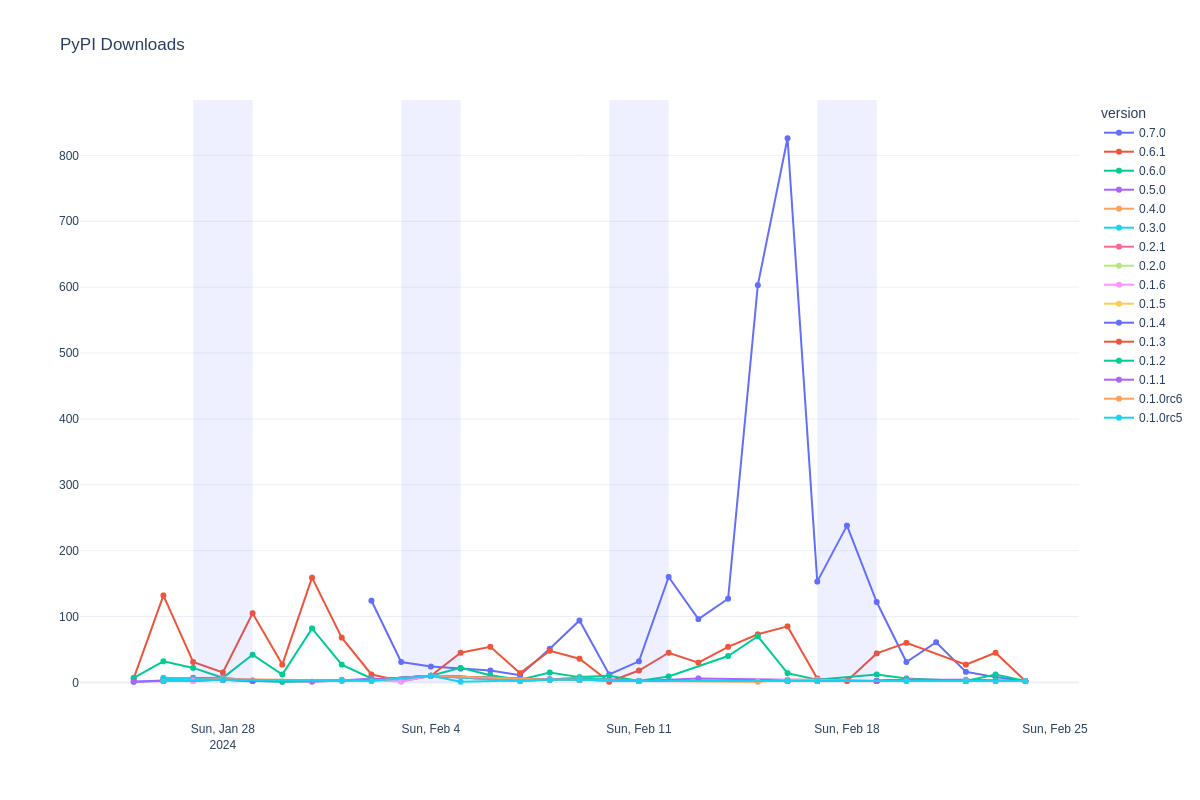 PyPI Downloads
version
0.7.0
0.6.1
0.6.0
0.5.0
0.4.0
0.3.0
0.2.1
0.2.0
0.1.6
0.1.5
0.1.4
0.1.3
0.1.2
0.1.1
0.1.0rc6
0.1.0rc5
800
700
600
500
400
300
200
100
0
Sun, Jan 28
2024
Sun, Feb 4
Sun, Feb 11
Sun, Feb 18
Sun, Feb 25